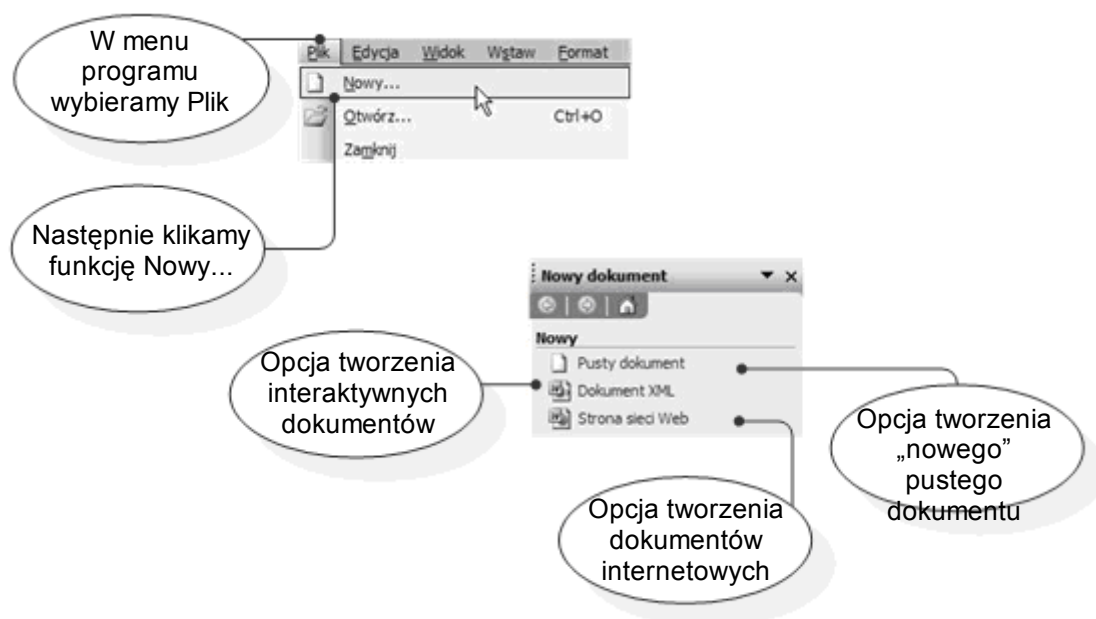 W menu
programu
wybieramy Plik
Plik Edycja Widok Wstaw Format
Nowy...
Otwórz... Ctrl+O
Zamknij
Następnie klikamy
funkcję Nowy...
Nowy dokument
Nowy
Pusty dokument
Dokument XML
Strona sieci Web
Opcja tworzenia
interaktywnych
dokumentów
Opcja tworzenia
„nowego”
pustego
dokumentu
Opcja tworzenia
dokumentów
internetowych